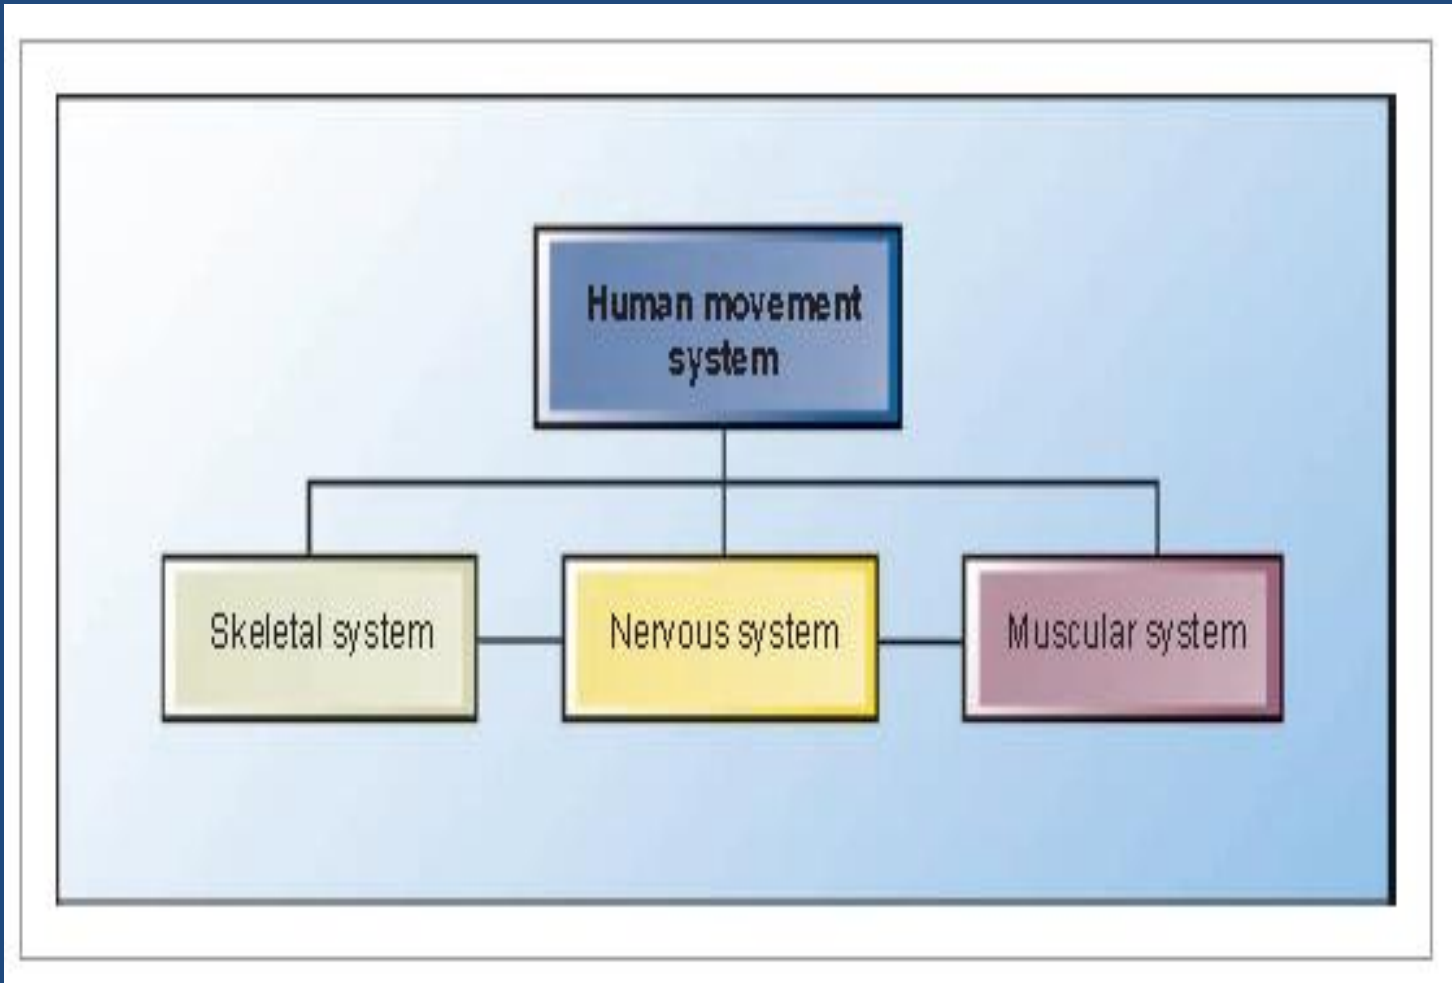 Human movement
system
Skeletal system
Nervous system
Muscular system